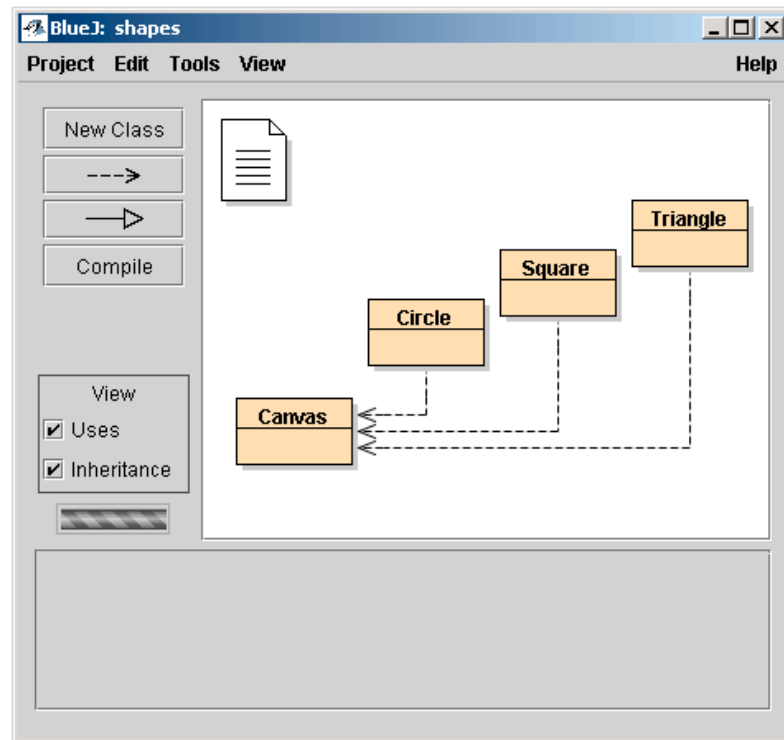 BlueJ: shapes
Project Edit Tools View Help
New Class
Compile
View
Uses
Inheritance
Triangle
Square
Circle
Canvas